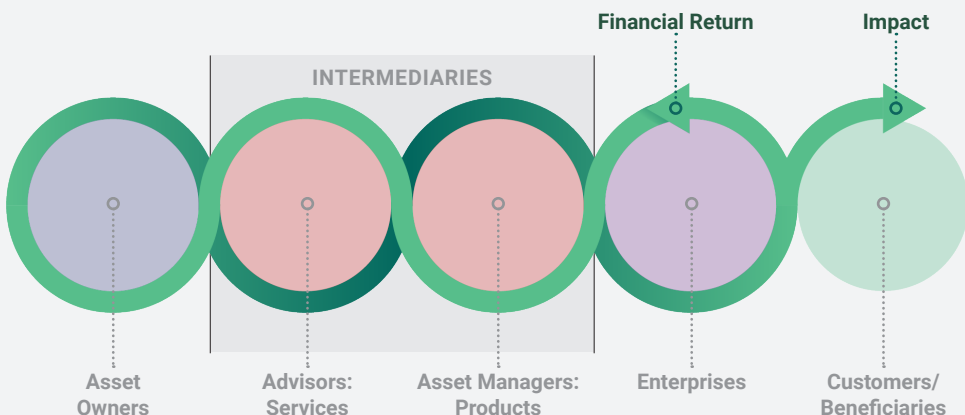 Financial Return
Impact
INTERMEDIARIES
Asset
Owners
Advisors:
Services
Asset Managers:
Products
Enterprises
Customers/
Beneficiaries